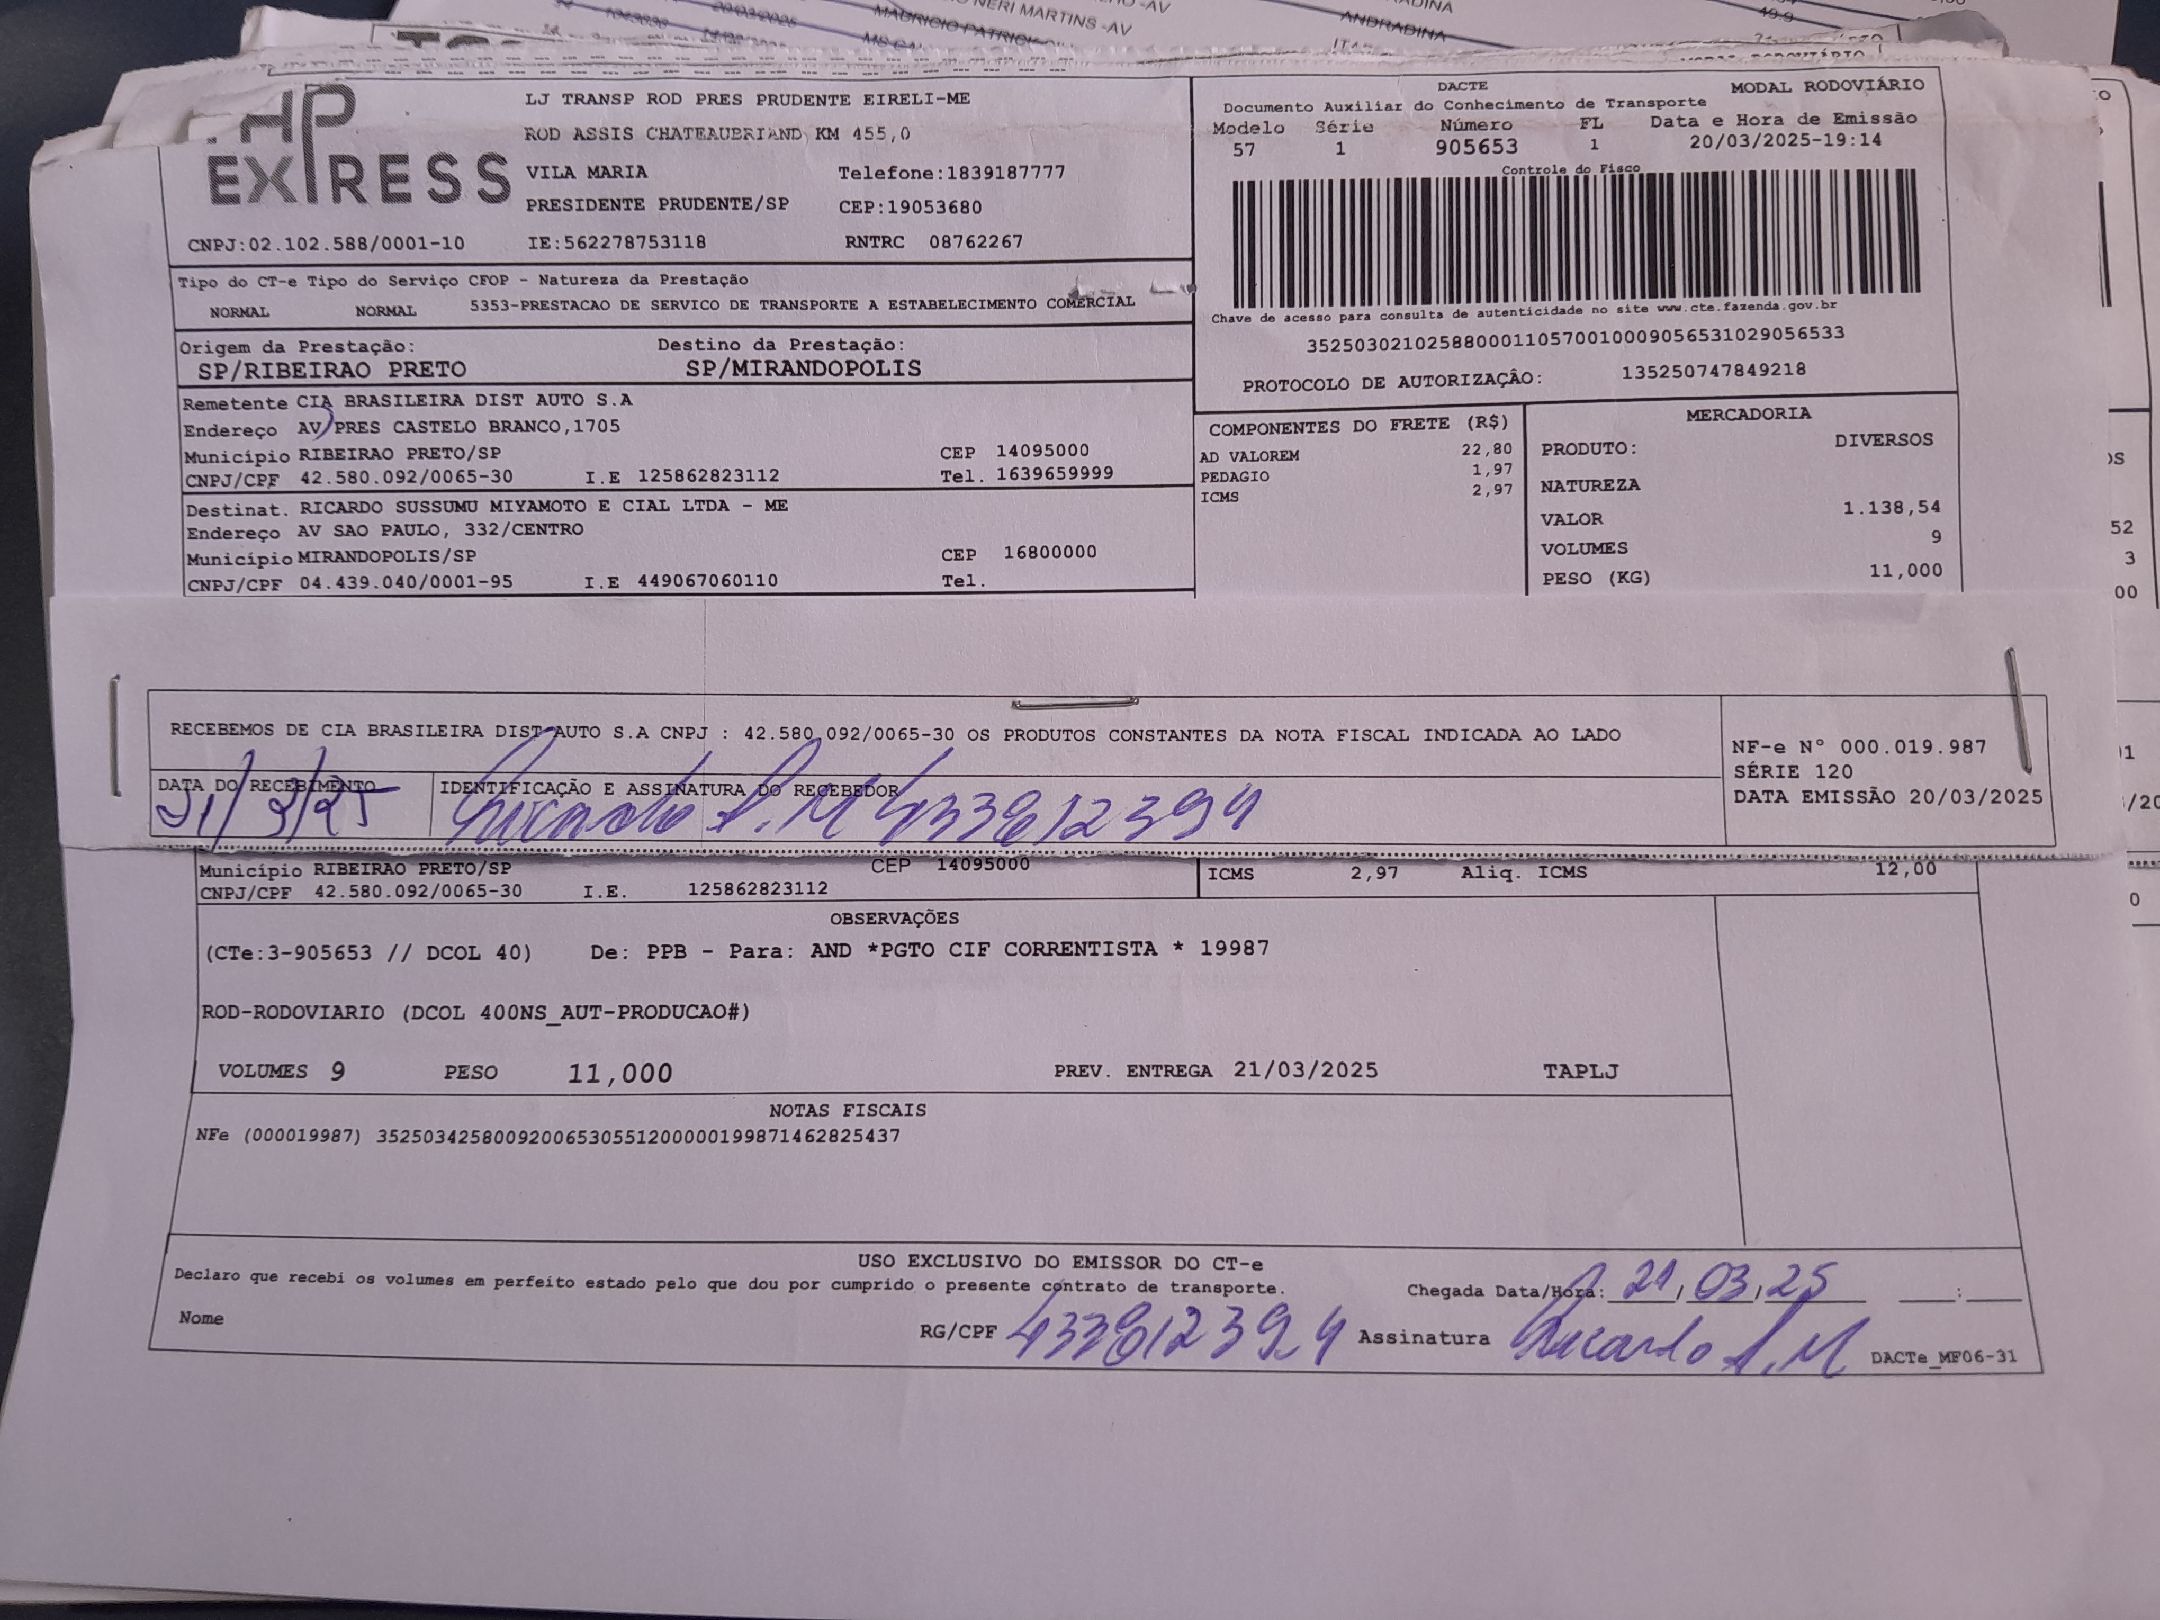 NERI MARTINS -AV
-AV
MAURICIO PATRICK
ANDRADINA
49.9
HP
EXPRESS
LJ TRANSP ROD PRES PRUDENTE EIRELI-ME
ROD ASSIS CHATEAUBRIAND KM 455,0
VILA MARIA Telefone:1839187777
PRESIDENTE PRUDENTE/SP CEP:19053680
CNPJ:02.102.588/0001-10 IE:562278753118 RNTRC 08762267
DACTE MODAL RODOVIÁRIO
Documento Auxiliar do Conhecimento de Transporte
Modelo Série Número FL Data e Hora de Emissão
57 1 905653 1 20/03/2025-19:14
Controle do Fisco
Chave de acesso para consulta de autenticidade no site www.cte.fazenda.gov.br
35250302102588000110570010009056531029056533
PROTOCOLO DE AUTORIZAÇÂO: 135250747849218
Tipo do CT-e Tipo do Serviço CFOP - Natureza da Prestação
NORMAL NORMAL 5353-PRESTACAO DE SERVICO DE TRANSPORTE A ESTABELECIMENTO COMERCIAL
Origem da Prestação: Destino da Prestação:
SP/RIBEIRAO PRETO SP/MIRANDOPOLIS
Remetente CIA BRASILEIRA DIST AUTO S.A
Endereço AV PRES CASTELO BRANCO,1705
Município RIBEIRAO PRETO/SP CEP 14095000
CNPJ/CPF 42.580.092/0065-30 I.E 125862823112 Tel. 1639659999
Destinat. RICARDO SUSSUMU MIYAMOTO E CIAL LTDA - ME
Endereço AV SAO PAULO, 332/CENTRO
Município MIRANDOPOLIS/SP CEP 16800000
CNPJ/CPF 04.439.040/0001-95 I.E 449067060110 Tel.
COMPONENTES DO FRETE (R$)
AD VALOREM 22,80
PEDAGIO 1,97
ICMS 2,97
MERCADORIA
PRODUTO: DIVERSOS
NATUREZA
VALOR 1.138,54
VOLUMES 9
PESO (KG) 11,000
52
3
00
RECEBEMOS DE CIA BRASILEIRA DIST AUTO S.A CNPJ : 42.580.092/0065-30 OS PRODUTOS CONSTANTES DA NOTA FISCAL INDICADA AO LADO
NF-e N° 000.019.987
SÉRIE 120
DATA EMISSÃO 20/03/2025
DATA DO RECEBIMENTO IDENTIFICAÇÃO E ASSINATURA DO RECEBEDOR
21/3/25 Ricardo S.M 433812394
Município RIBEIRAO PRETO/SP CEP 14095000
CNPJ/CPF 42.580.092/0065-30 I.E. 125862823112
ICMS 2,97 Aliq. ICMS 12,00
OBSERVAÇÕES
(CTe:3-905653 // DCOL 40) De: PPB - Para: AND *PGTO CIF CORRENTISTA * 19987
ROD-RODOVIARIO (DCOL 400NS_AUT-PRODUCAO#)
VOLUMES 9 PESO 11,000 PREV. ENTREGA 21/03/2025 TAPLJ
NOTAS FISCAIS
NFe (000019987) 35250342580092006530551200000199871462825437
USO EXCLUSIVO DO EMISSOR DO CT-e
Declaro que recebi os volumes em perfeito estado pelo que dou por cumprido o presente contrato de transporte. Chegada Data/Hora: 21/03/25 :
Nome RG/CPF 433812394 Assinatura Ricardo S.M DACTe_MF06-31